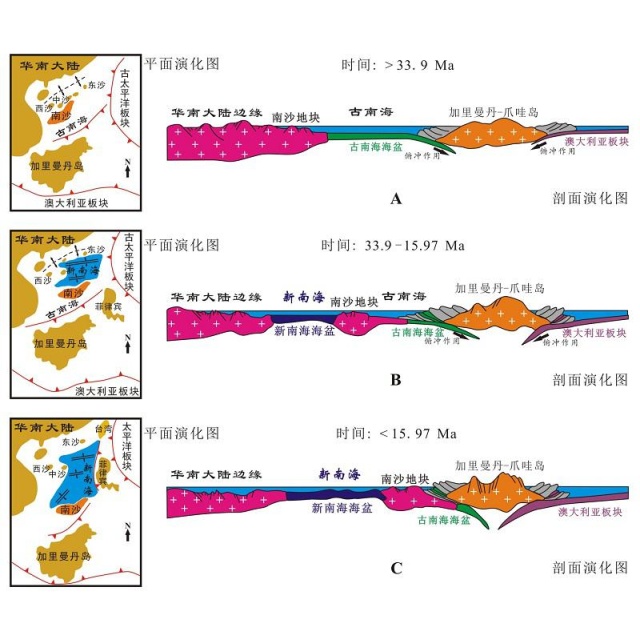 华南大陆
古太平洋板块
东沙
中沙
西沙
南沙
古南海
加里曼丹岛
N
澳大利亚板块
平面演化图
时间: >33.9 Ma
华南大陆边缘
南沙地块
古南海
加里曼丹-爪哇岛
古南海海盆
俯冲作用
俯冲作用
澳大利亚板块
A
剖面演化图
华南大陆
古太平洋板块
东沙
新南海
西沙
南沙
古南海
菲律宾
加里曼丹岛
N
澳大利亚板块
平面演化图
时间: 33.9-15.97 Ma
华南大陆边缘
新南海
南沙地块
古南海
加里曼丹-爪哇岛
新南海海盆
古南海海盆
俯冲作用
俯冲作用
澳大利亚板块
B
剖面演化图
华南大陆
台湾
太平洋板块
东沙
西沙
中沙
新南海
菲律宾
南沙
加里曼丹岛
N
平面演化图
时间: <15.97 Ma
华南大陆边缘
新南海
南沙地块
加里曼丹-爪哇岛
新南海海盆
古南海海盆
澳大利亚板块
C
剖面演化图